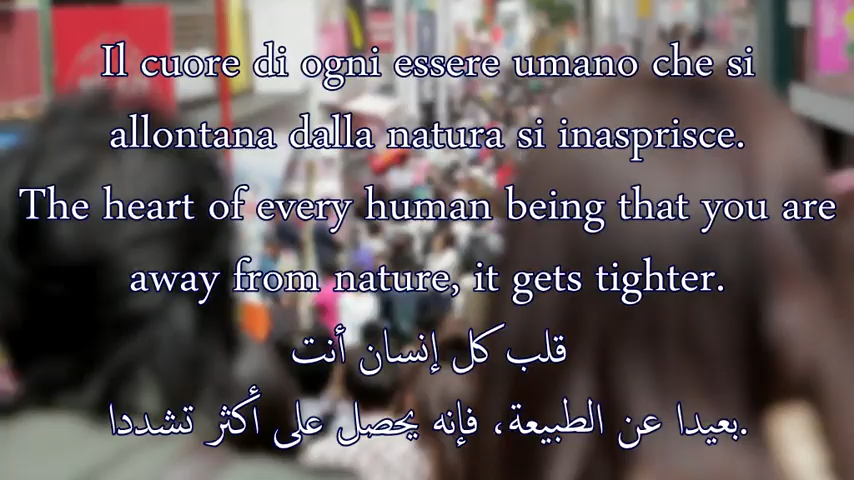 Il cuore di ogni essere umano che si
allontana dalla natura si inasprisce.
The heart of every human being that you are
away from nature, it gets tighter.
قلب كل إنسان أنت
بعيدا عن الطبيعة، فإنه يحصل على أكثر تشددا.